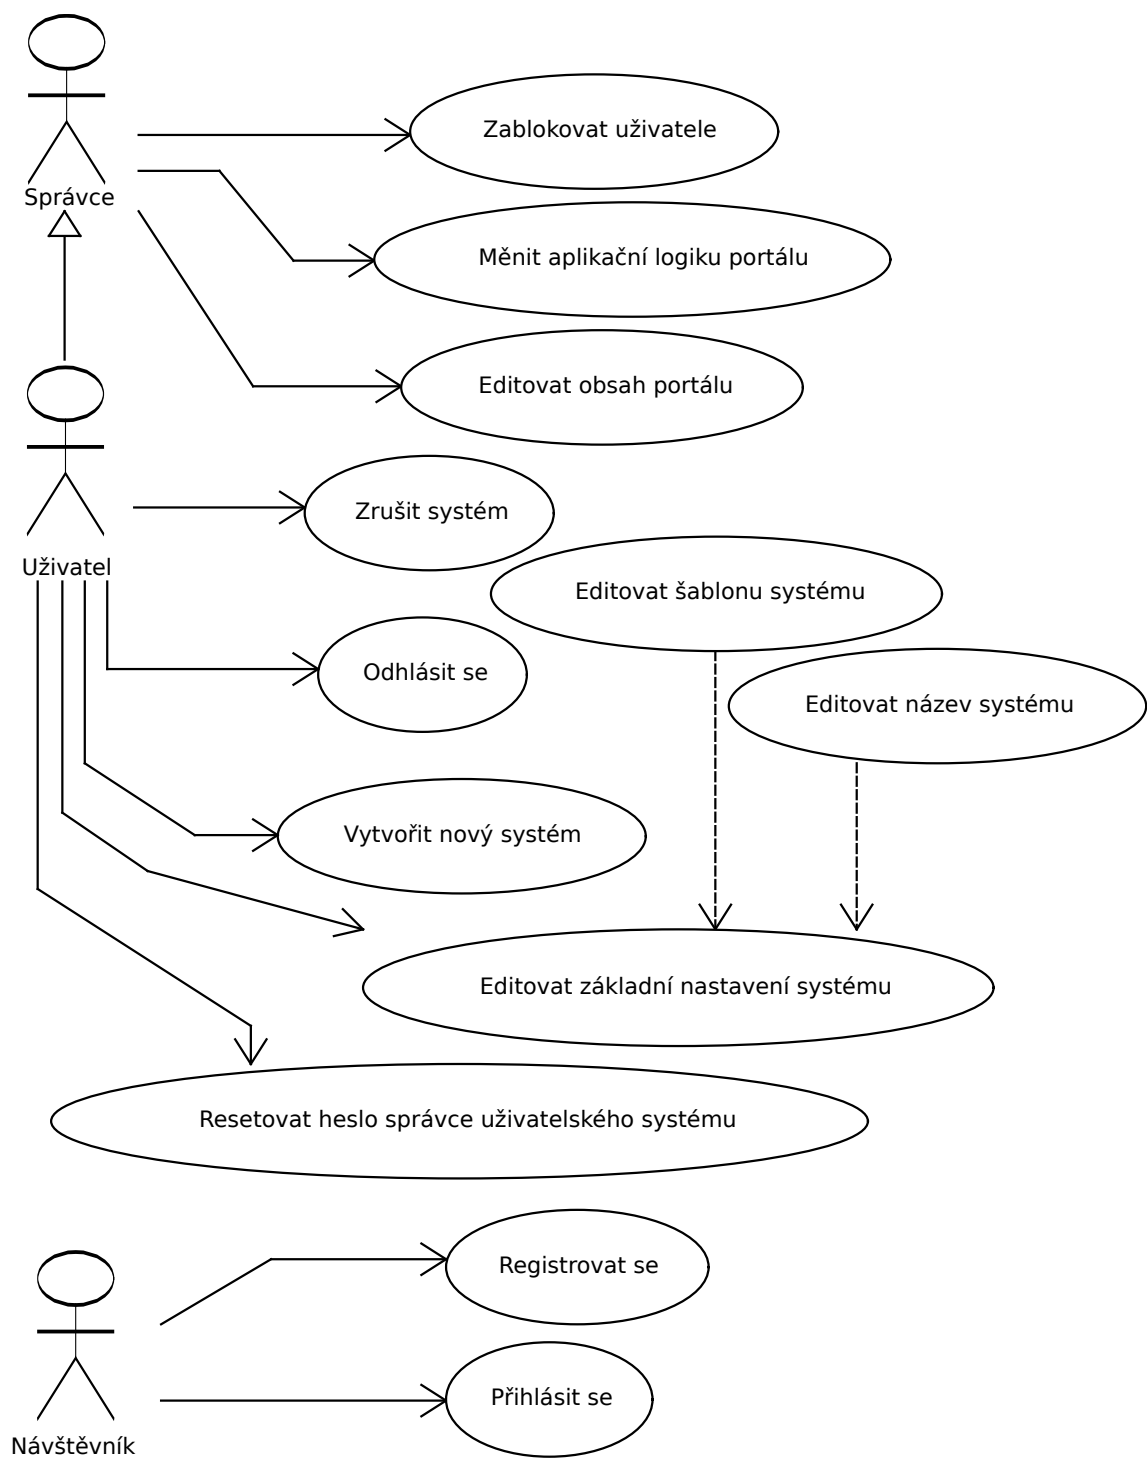 Zablokovat uživatele
Správce
Měnit aplikační logiku portálu
Editovat obsah portálu
Zrušit systém
Uživatel
Editovat šablonu systému
Odhlásit se
Editovat název systému
Vytvořit nový systém
Editovat základní nastavení systému
Resetovat heslo správce uživatelského systému
Registrovat se
Přihlásit se
Návštěvník